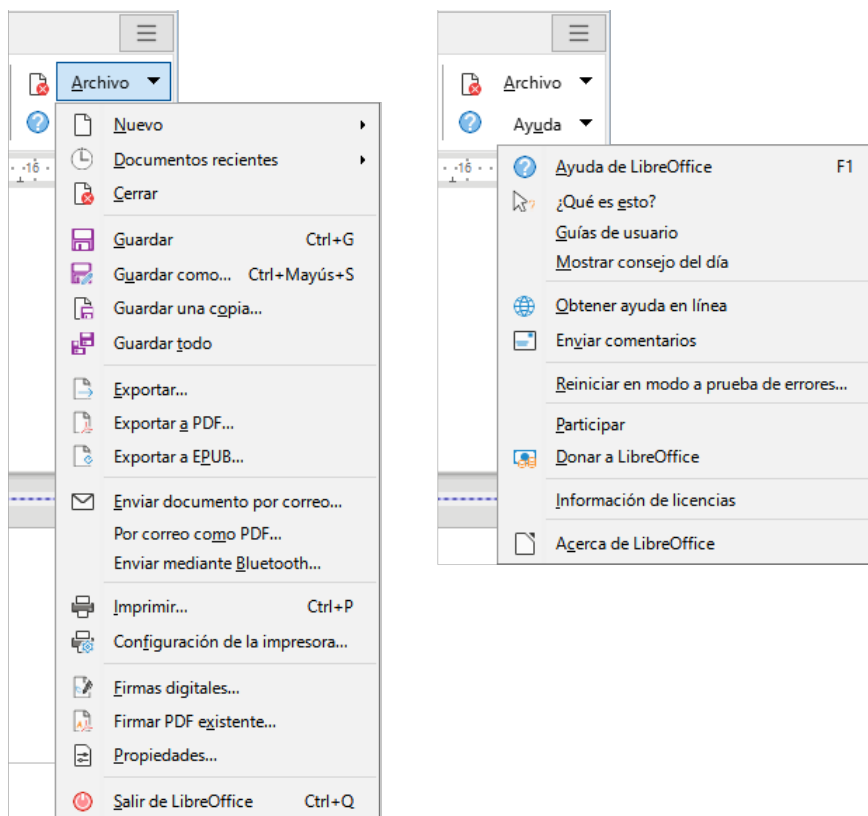 Archivo
Nuevo
Documentos recientes
Cerrar
Guardar Ctrl+G
Guardar como... Ctrl+Mayús+S
Guardar una copia...
Guardar todo
Exportar...
Exportar a PDF...
Exportar a EPUB...
Enviar documento por correo...
Por correo como PDF...
Enviar mediante Bluetooth...
Imprimir... Ctrl+P
Configuración de la impresora...
Firmas digitales...
Firmar PDF existente...
Propiedades...
Salir de LibreOffice Ctrl+Q
16
Archivo
Ayuda
16
Ayuda de LibreOffice F1
¿Qué es esto?
Guías de usuario
Mostrar consejo del día
Obtener ayuda en línea
Enviar comentarios
Reiniciar en modo a prueba de errores...
Participar
Donar a LibreOffice
Información de licencias
Acerca de LibreOffice